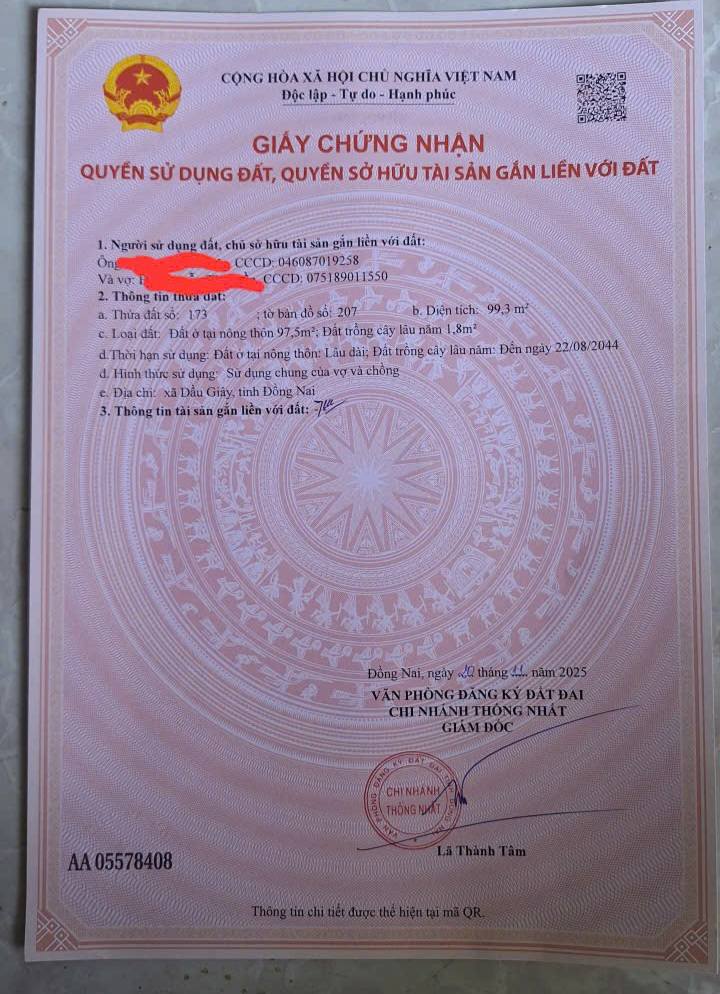 CỘNG HÒA XÃ HỘI CHỦ NGHĨA VIỆT NAM
Độc lập - Tự do - Hạnh phúc
GIẤY CHỨNG NHẬN
QUYỀN SỬ DỤNG ĐẤT, QUYỀN SỞ HỮU TÀI SẢN GẮN LIỀN VỚI ĐẤT
1. Người sử dụng đất, chủ sở hữu tài sản gắn liền với đất:
Ông CCCD: 046087019258
Và vợ: CCCD: 075189011550
2. Thông tin thửa đất:
a. Thửa đất số: 173 ; tờ bản đồ số: 207 b. Diện tích: 99,3 m²
c. Loại đất: Đất ở tại nông thôn 97,5m²; Đất trồng cây lâu năm 1,8m²
d.Thời hạn sử dụng: Đất ở tại nông thôn: Lâu dài; Đất trồng cây lâu năm: Đến ngày 22/08/2044
đ. Hình thức sử dụng: Sử dụng chung của vợ và chồng
e. Địa chỉ: xã Dầu Giây, tỉnh Đồng Nai
3. Thông tin tài sản gắn liền với đất: -/-
Đồng Nai, ngày 20 tháng 11 năm 2025
VĂN PHÒNG ĐĂNG KÝ ĐẤT ĐAI
CHI NHÁNH THỐNG NHẤT
GIÁM ĐỐC
VĂN PHÒNG ĐĂNG KÝ ĐẤT ĐAI TỈNH ĐỒNG NAI
CHI NHÁNH
THỐNG NHẤT
Lã Thành Tâm
AA 05578408
Thông tin chi tiết được thể hiện tại mã QR.